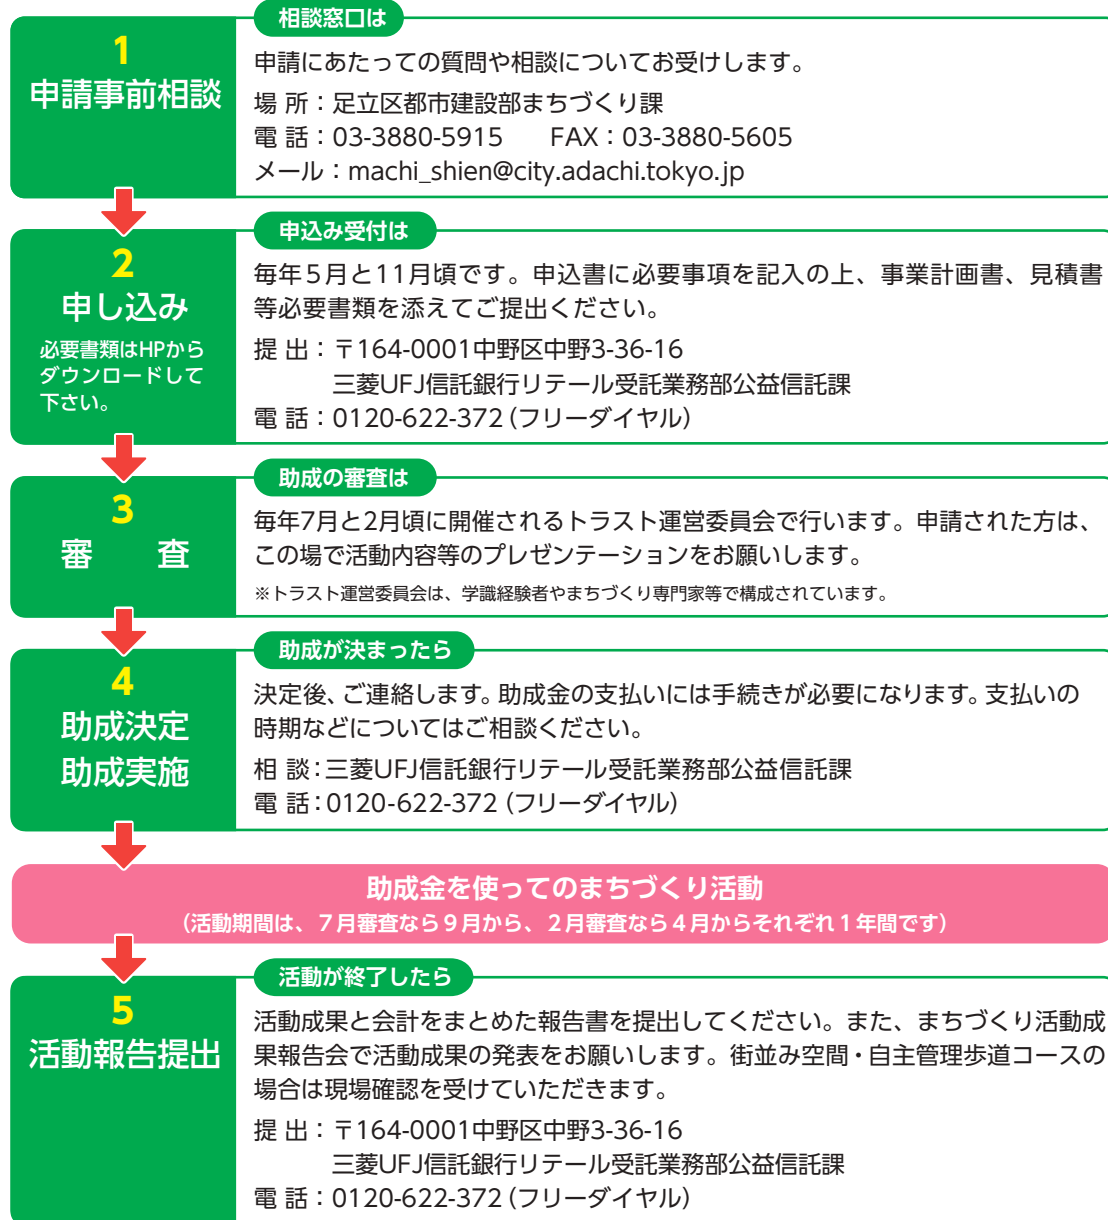 相談窓口は
1
申請事前相談
申請にあたっての質問や相談についてお受けします。
場 所：足立区都市建設部まちづくり課
電 話：03-3880-5915　FAX：03-3880-5605
メール：machi_shien@city.adachi.tokyo.jp
申込み受付は
2
申し込み
必要書類はHPから
ダウンロードして
下さい。
毎年５月と11月頃です。申込書に必要事項を記入の上、事業計画書、見積書
等必要書類を添えてご提出ください。
提 出：〒164-0001中野区中野3-36-16
三菱UFJ信託銀行リテール受託業務部公益信託課
電 話：0120-622-372（フリーダイヤル）
助成の審査は
3
審　査
毎年7月と2月頃に開催されるトラスト運営委員会で行います。申請された方は、
この場で活動内容等のプレゼンテーションをお願いします。
※トラスト運営委員会は、学識経験者やまちづくり専門家等で構成されています。
助成が決まったら
4
助成決定
助成実施
決定後、ご連絡します。助成金の支払いには手続きが必要になります。支払いの
時期などについてはご相談ください。
相 談：三菱UFJ信託銀行リテール受託業務部公益信託課
電 話：0120-622-372（フリーダイヤル）
助成金を使ってのまちづくり活動
（活動期間は、７月審査なら９月から、２月審査なら４月からそれぞれ１年間です）
活動が終了したら
5
活動報告提出
活動成果と会計をまとめた報告書を提出してください。また、まちづくり活動成
果報告会で活動成果の発表をお願いします。街並み空間・自主管理歩道コースの
場合は現場確認を受けていただきます。
提 出：〒164-0001中野区中野3-36-16
三菱UFJ信託銀行リテール受託業務部公益信託課
電 話：0120-622-372（フリーダイヤル）